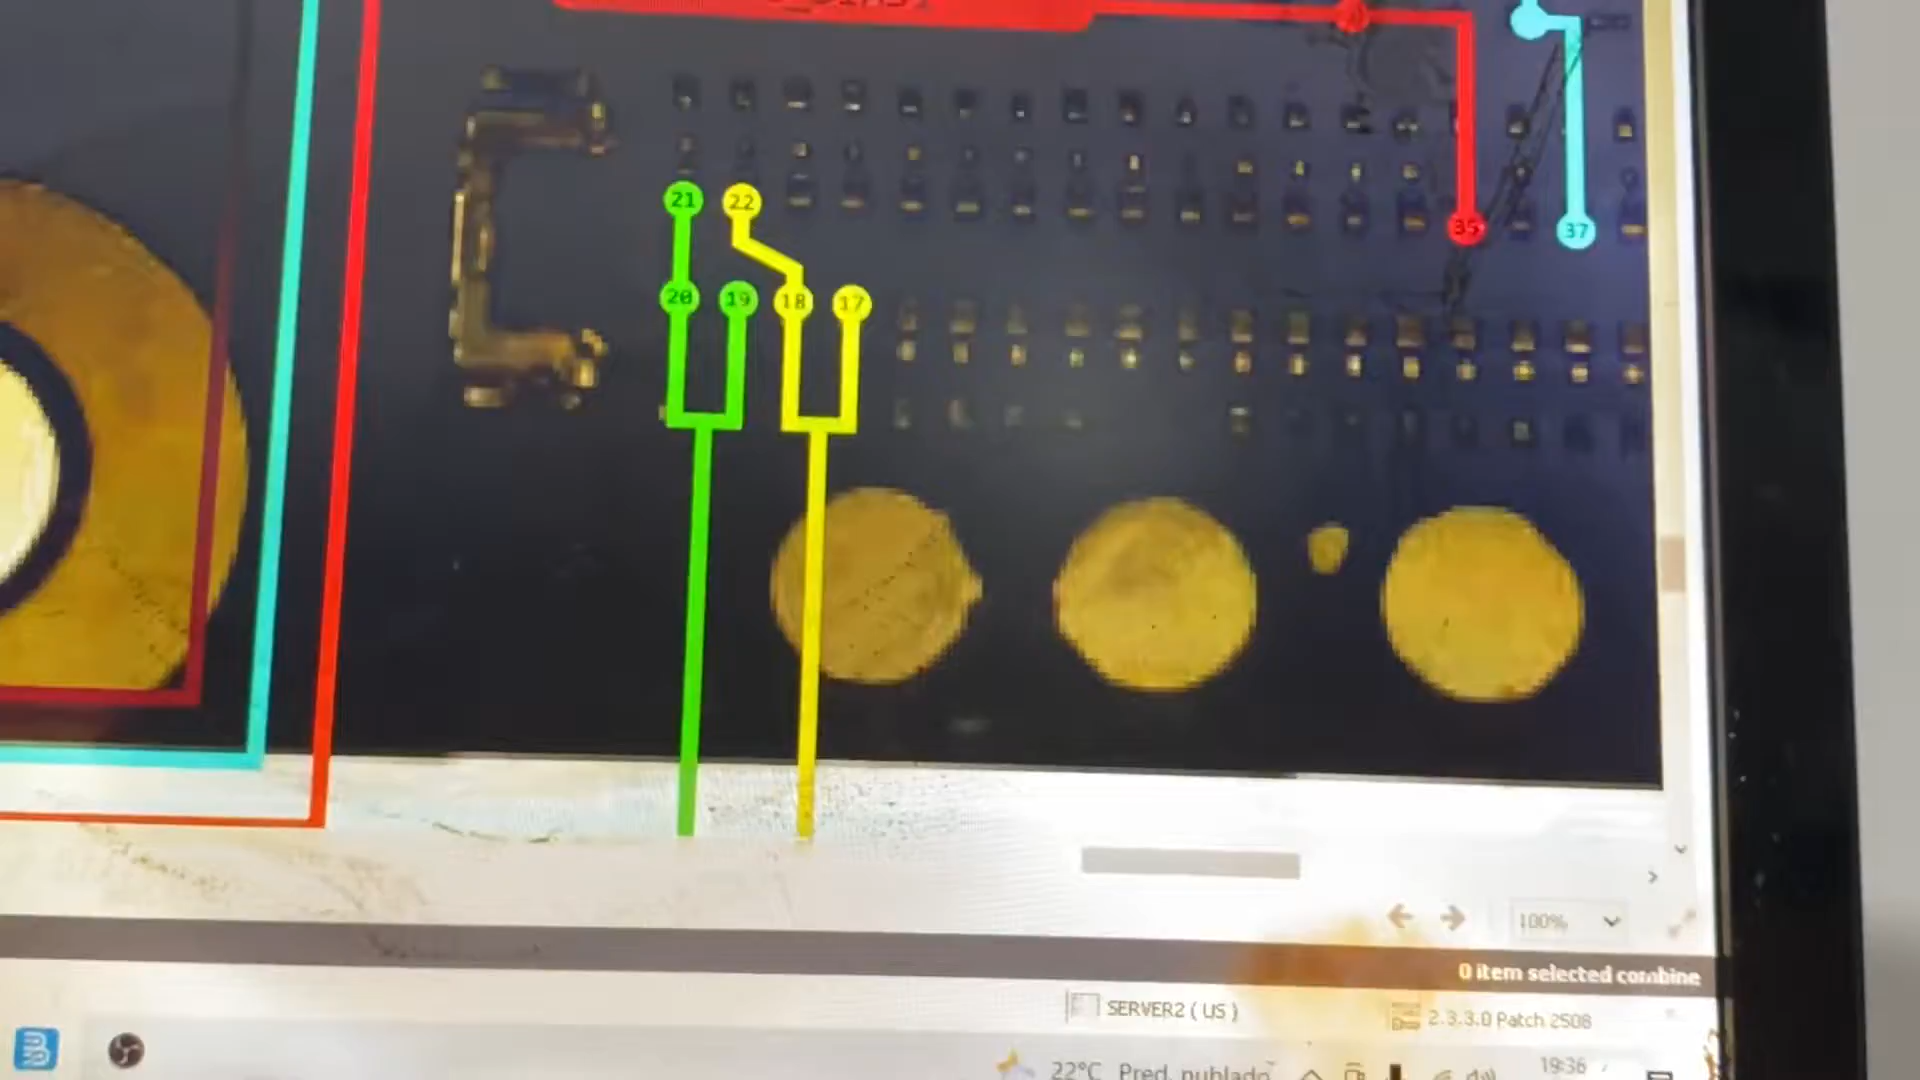 21 22
20 19 18 17
35 37
100%
0 item selected combine
SERVER2 ( US )
2.3.3.0 Patch 2508
22°C Pred. nublado
19:36